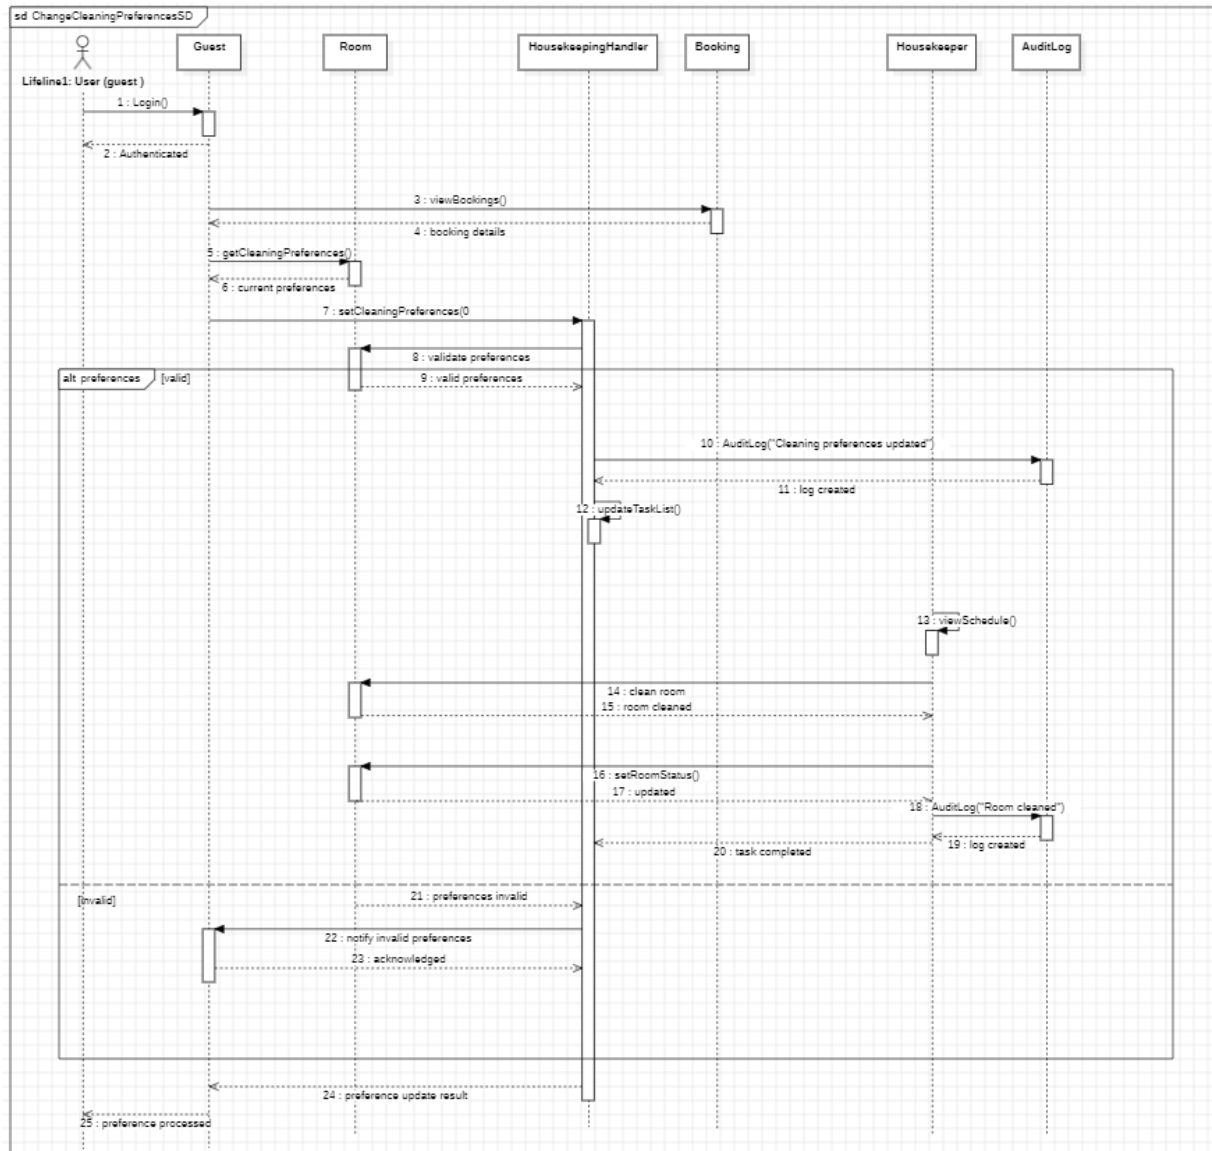 sd ChangeCleaningPreferencesSD
Guest
Room
HousekeepingHandler
Booking
Housekeeper
AuditLog
Lifeline1: User (guest )
1 : Login()
2 : Authenticated
3 : viewBookings()
4 : booking details
5 : getCleaningPreferences()
6 : current preferences
7 : setCleaningPreferences(0
8 : validate preferences
alt preferences
[valid]
9 : valid preferences
10 : AuditLog("Cleaning preferences updated")
11 : log created
12 : updateTaskList()
13 : viewSchedule()
14 : clean room
15 : room cleaned
16 : setRoomStatus()
17 : updated
18 : AuditLog("Room cleaned")
19 : log created
20 : task completed
[Invalid]
21 : preferences invalid
22 : notify invalid preferences
23 : acknowledged
24 : preference update result
25 : preference processed